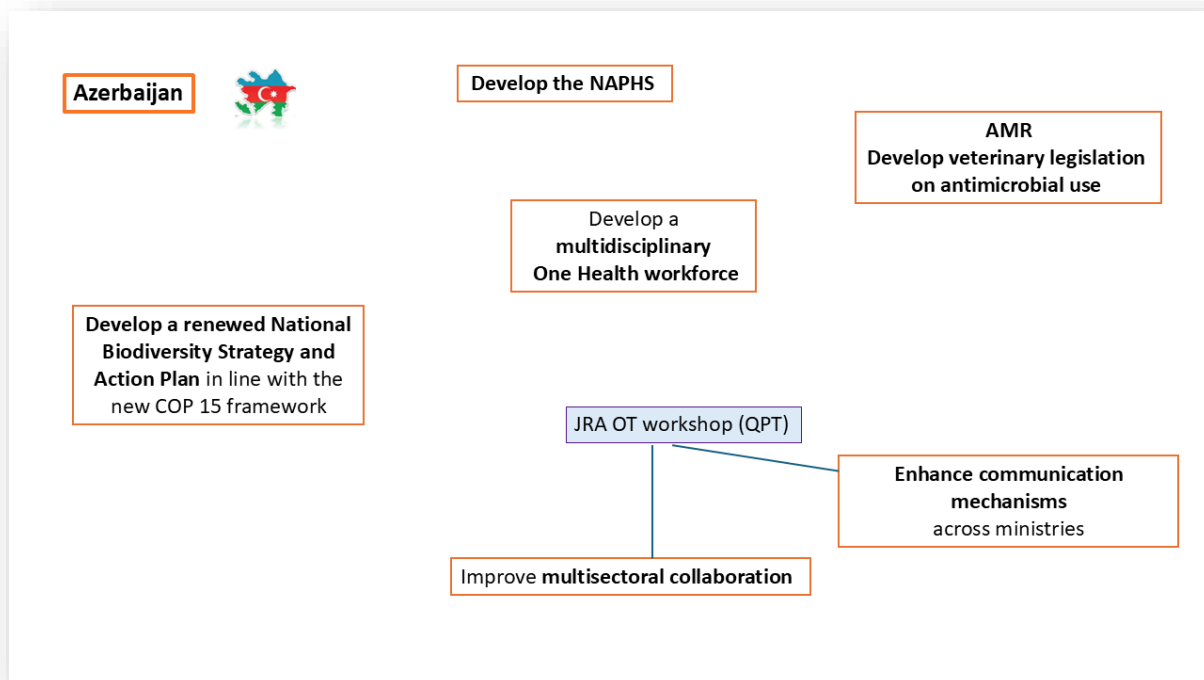 Azerbaijan
Develop the NAPHS
AMR
Develop veterinary legislation
on antimicrobial use
Develop a
multidisciplinary
One Health workforce
Develop a renewed National
Biodiversity Strategy and
Action Plan in line with the
new COP 15 framework
JRA OT workshop (QPT)
Enhance communication
mechanisms
across ministries
Improve multisectoral collaboration